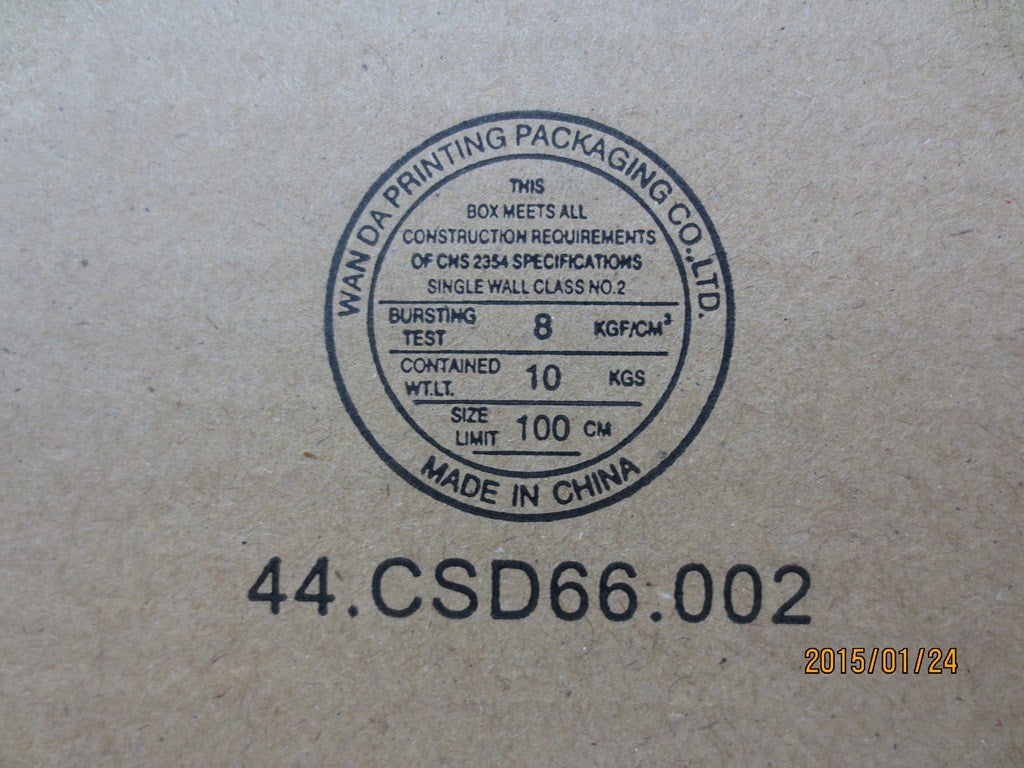 WAN DA PRINTING PACKAGING CO.,LTD.
THIS
BOX MEETS ALL
CONSTRUCTION REQUIREMENTS
OF CNS 2354 SPECIFICATIONS
SINGLE WALL CLASS NO.2
BURSTING TEST 8 KGF/CM³
CONTAINED WT.LT. 10 KGS
SIZE LIMIT 100 CM
MADE IN CHINA
44.CSD66.002
2015/01/24